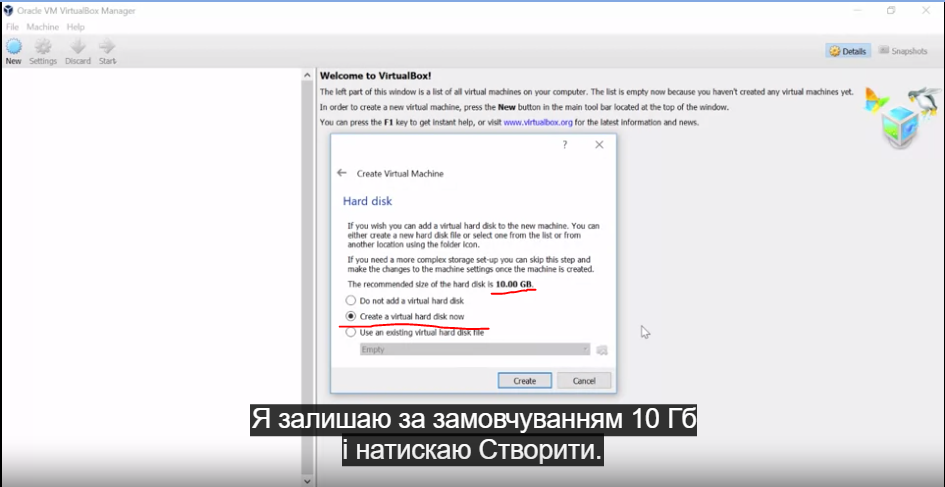 Oracle VM VirtualBox Manager
File Machine Help
New Settings Discard Start
Details Snapshots
Welcome to VirtualBox!
The left part of this window is a list of all virtual machines on your computer. The list is empty now because you haven't created any virtual machines yet.
In order to create a new virtual machine, press the New button in the main tool bar located at the top of the window.
You can press the F1 key to get instant help, or visit www.virtualbox.org for the latest information and news.
?
Create Virtual Machine
Hard disk
If you wish you can add a virtual hard disk to the new machine. You can
either create a new hard disk file or select one from the list or from
another location using the folder icon.
If you need a more complex storage set-up you can skip this step and
make the changes to the machine settings once the machine is created.
The recommended size of the hard disk is 10.00 GB.
Do not add a virtual hard disk
Create a virtual hard disk now
Use an existing virtual hard disk file
Empty
Create Cancel
Я залишаю за замовчуванням 10 Гб
і натискаю Створити.